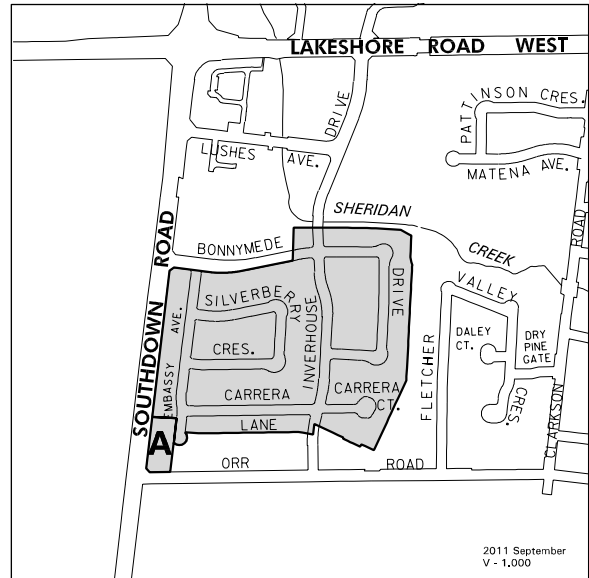 LAKESHORE ROAD WEST
PATTINSON CRES.
DRIVE
LUSHES AVE.
MATENA AVE.
SHERIDAN
CREEK
ROAD
SOUTHDOWN ROAD
BONNYMEDE
DRIVE
VALLEY
SILVERBERRY
CRES.
EMBASSY AVE.
INVERHOUSE
DALEY
CT.
DRY
PINE
GATE
FLETCHER
CRES.
CLARKSON
CARRERA
CARRERA
CT.
LANE
A
ORR ROAD
2011 September
V - 1.000